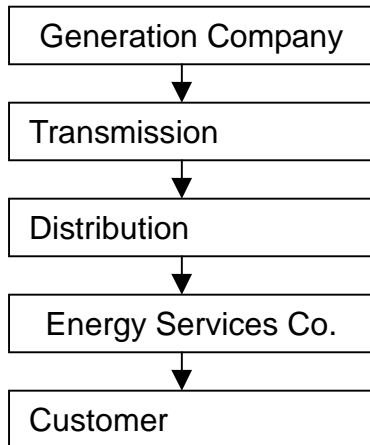 Generation Company
Transmission
Distribution
Energy Services Co.
Customer